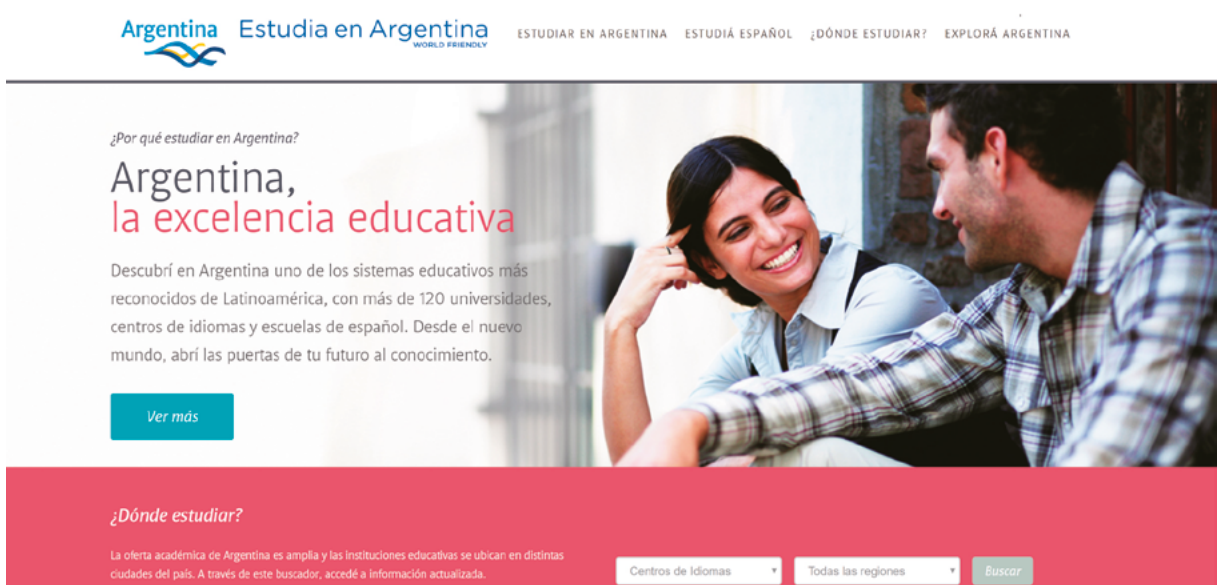 Argentina
Estudia en Argentina
WORLD FRIENDLY
ESTUDIAR EN ARGENTINA ESTUDIÁ ESPAÑOL ¿DÓNDE ESTUDIAR? EXPLORÁ ARGENTINA
¿Por qué estudiar en Argentina?
Argentina,
la excelencia educativa
Descubrí en Argentina uno de los sistemas educativos más
reconocidos de Latinoamérica, con más de 120 universidades,
centros de idiomas y escuelas de español. Desde el nuevo
mundo, abrí las puertas de tu futuro al conocimiento.
Ver más
¿Dónde estudiar?
La oferta académica de Argentina es amplia y las instituciones educativas se ubican en distintas
ciudades del país. A través de este buscador, accedé a información actualizada.
Centros de Idiomas Todas las regiones Buscar